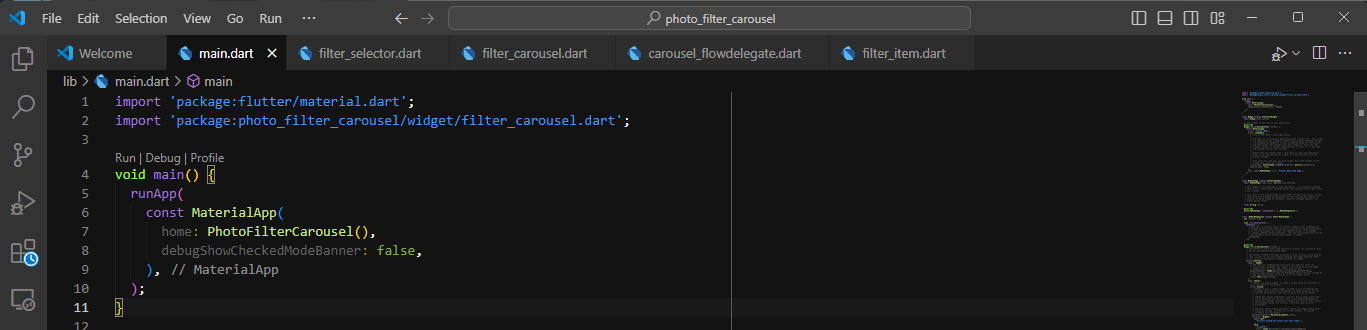 File Edit Selection View Go Run ··· photo_filter_carousel
Welcome main.dart filter_selector.dart filter_carousel.dart carousel_flowdelegate.dart filter_item.dart
lib > main.dart > main
1 import 'package:flutter/material.dart';
2 import 'package:photo_filter_carousel/widget/filter_carousel.dart';
3
Run | Debug | Profile
4 void main() {
5 runApp(
6 const MaterialApp(
7 home: PhotoFilterCarousel(),
8 debugShowCheckedModeBanner: false,
9 ), // MaterialApp
10 );
11 }
12